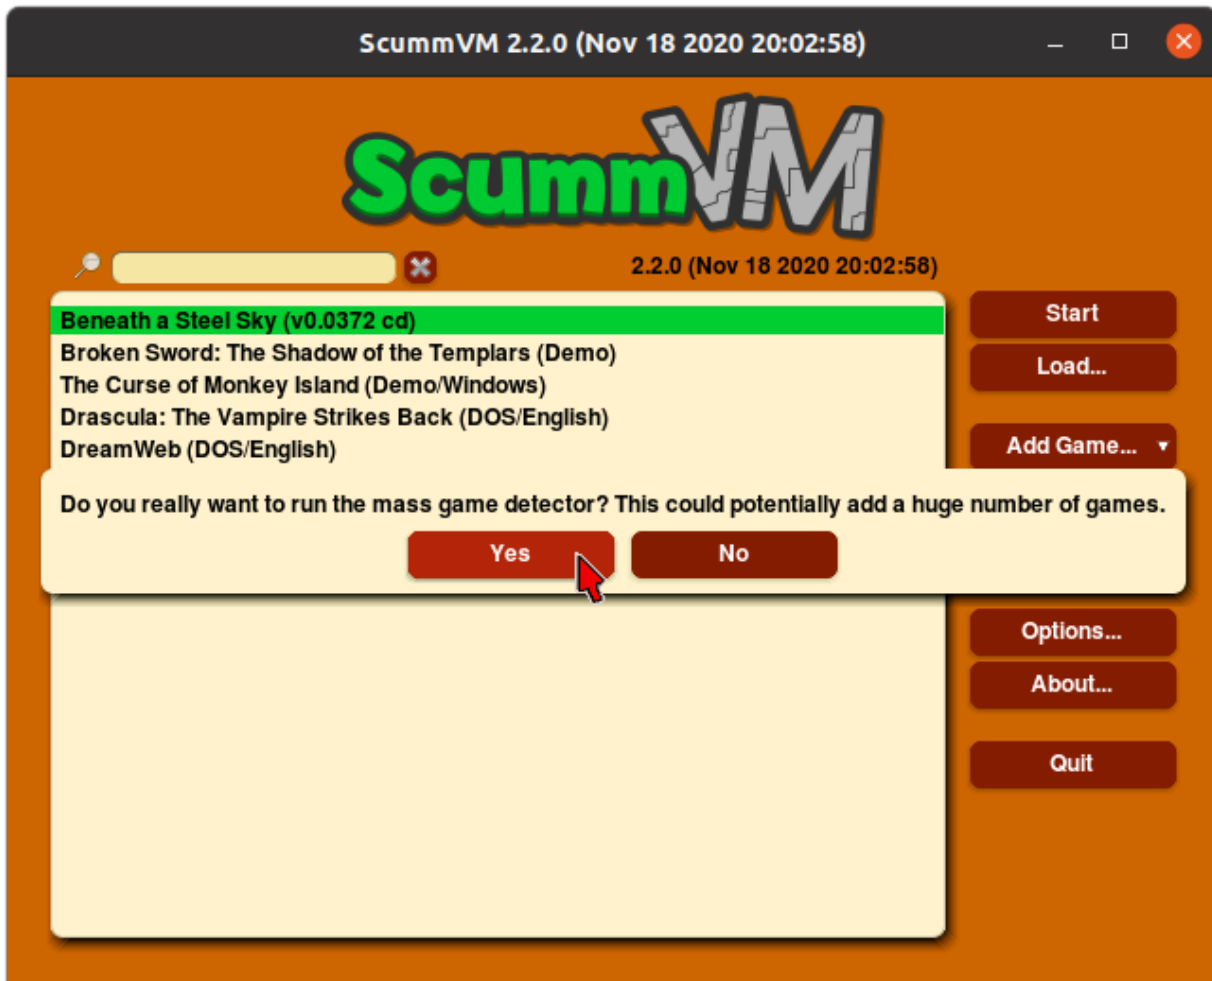 ScummVM 2.2.0 (Nov 18 2020 20:02:58)
ScummVM
2.2.0 (Nov 18 2020 20:02:58)
Beneath a Steel Sky (v0.0372 cd)
Broken Sword: The Shadow of the Templars (Demo)
The Curse of Monkey Island (Demo/Windows)
Drascula: The Vampire Strikes Back (DOS/English)
DreamWeb (DOS/English)
Start
Load...
Add Game...
Do you really want to run the mass game detector? This could potentially add a huge number of games.
Yes
No
Options...
About...
Quit